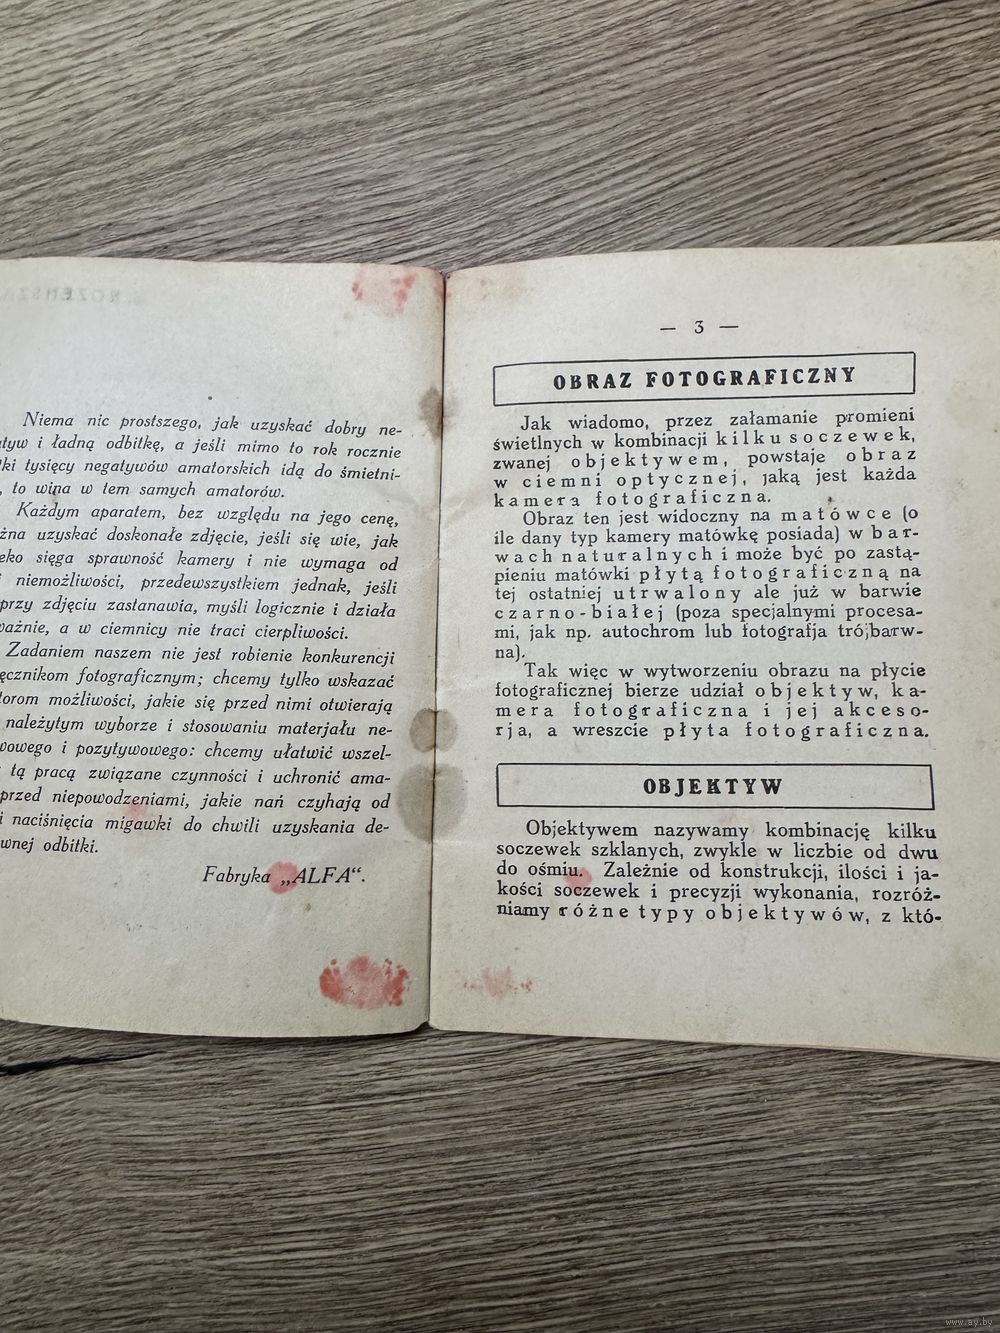 Niema nic prostszego, jak uzyskać dobry ne-
tyw i ładną odbitkę, a jeśli mimo to rok rocznie
tki tysięcy negatywów amatorskich idą do śmietni-
, to wina w tem samych amatorów.
Każdym aparatem, bez względu na jego cenę,
żna uzyskać doskonałe zdjęcie, jeśli się wie, jak
eko sięga sprawność kamery i nie wymaga od
niemożliwości, przedewszystkiem jednak, jeśli
przy zdjęciu zastanawia, myśli logicznie i działa
ważnie, a w ciemnicy nie traci cierpliwości.
Zadaniem naszem nie jest robienie konkurencji
ęcznikom fotograficznym; chcemy tylko wskazać
torom możliwości, jakie się przed nimi otwierają
należytym wyborze i stosowaniu materjału ne-
wowego i pozytywowego: chcemy ułatwić wszel-
tą pracą związane czynności i uchronić ama-
przed niepowodzeniami, jakie nań czyhają od
i naciśnięcia migawki do chwili uzyskania de-
wnej odbitki.
Fabryka „ALFA“.
— 3 —
OBRAZ FOTOGRAFICZNY
Jak wiadomo, przez załamanie promieni
świetlnych w kombinacji kilku soczewek,
zwanej objektywem, powstaje obraz
w ciemni optycznej, jaką jest każda
kamera fotograficzna.
Obraz ten jest widoczny na matówce (o
ile dany typ kamery matówkę posiada) w bar-
wach naturalnych i może być po zastą-
pieniu matówki płytą fotograficzną na
tej ostatniej utrwalony ale już w barwie
czarno-białej (poza specjalnymi procesa-
mi, jak np. autochrom lub fotografja trójbarw-
na).
Tak więc w wytworzeniu obrazu na płycie
fotograficznej bierze udział objektyw, ka-
mera fotograficzna i jej akceso-
rja, a wreszcie płyta fotograficzna.
OBJEKTYW
Objektywem nazywamy kombinację kilku
soczewek szklanych, zwykle w liczbie od dwu
do ośmiu. Zależnie od konstrukcji, ilości i ja-
kości soczewek i precyzji wykonania, rozróż-
niamy różne typy objektywów, z któ-
www.ay.by